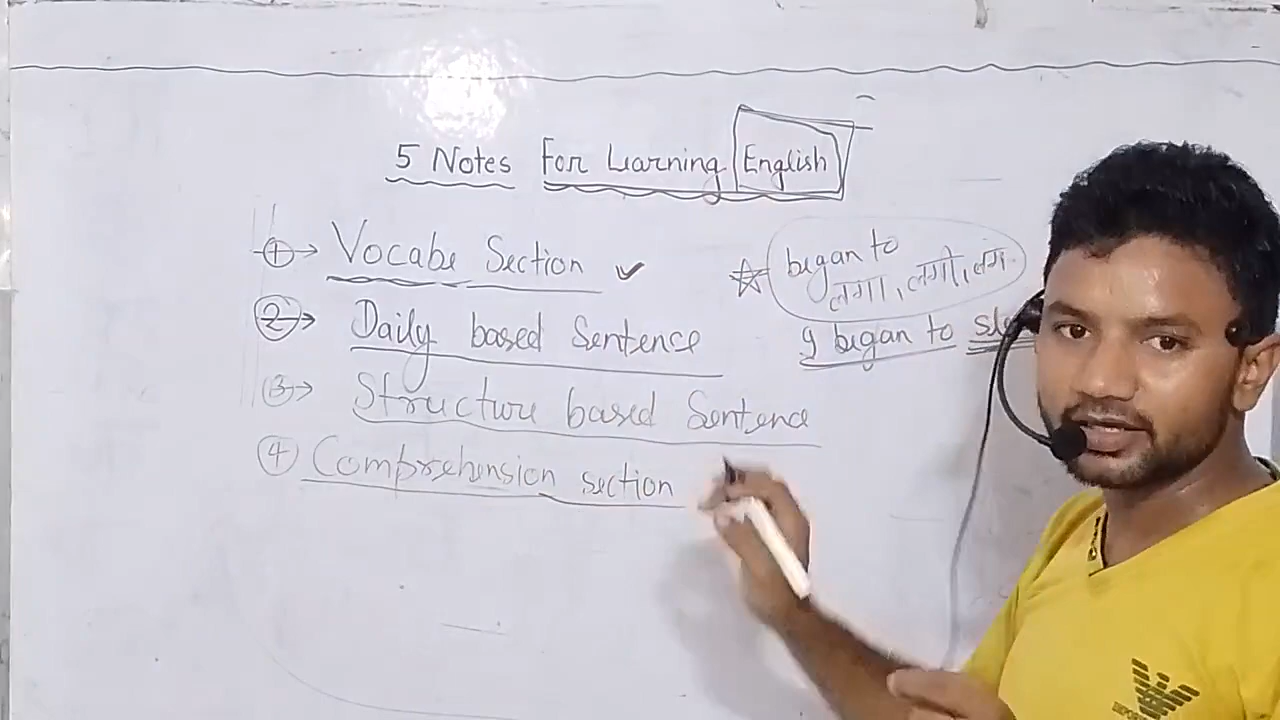 5 Notes For Learning English
1 → Vocabe Section ✓
2 → Daily based Sentence
3 → Structure based Sentence
4 Comprehension section
☆ began to
लगा, लगी, लगे
I began to